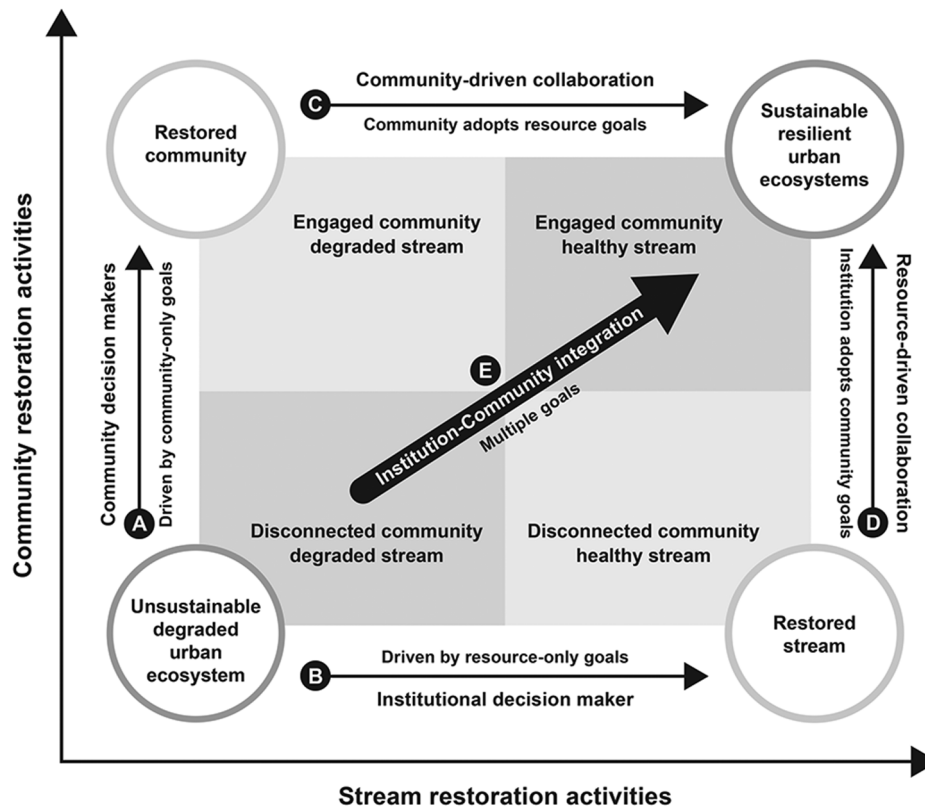 Community restoration activities
Restored
community
C
Community-driven collaboration
Community adopts resource goals
Sustainable
resilient
urban
ecosystems
Engaged community
degraded stream
Engaged community
healthy stream
Community decision makers
Driven by community-only goals
A
E
Institution-Community integration
Multiple goals
Institution adopts community goals
Resource-driven collaboration
D
Disconnected community
degraded stream
Disconnected community
healthy stream
Unsustainable
degraded
urban
ecosystem
B
Driven by resource-only goals
Institutional decision maker
Restored
stream
Stream restoration activities